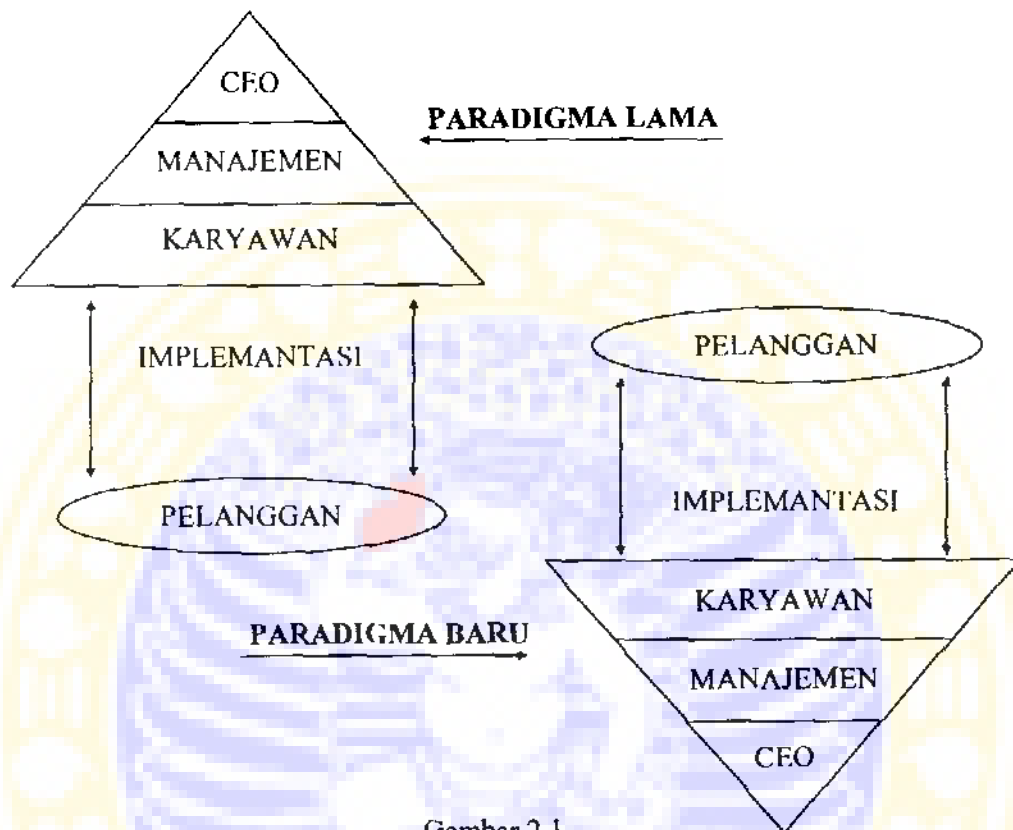 CEO
PARADIGMA LAMA
MANAJEMEN
KARYAWAN
IMPLEMANTASI
PELANGGAN
PELANGGAN
IMPLEMANTASI
PARADIGMA BARU
KARYAWAN
MANAJEMEN
CEO
Gambar 2.1